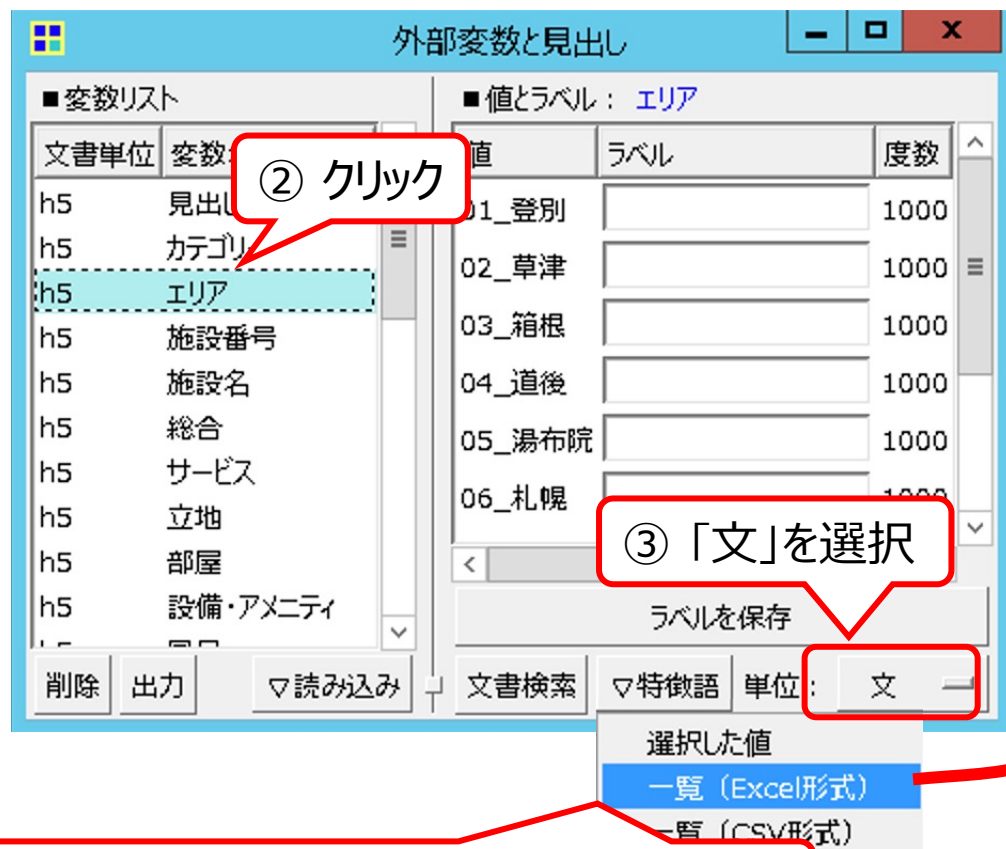 外部変数と見出し
■変数リスト
文書単位 変数
② クリック
h5 見出し
h5 カテゴリ
h5 エリア
h5 施設番号
h5 施設名
h5 総合
h5 サービス
h5 立地
h5 部屋
h5 設備・アメニティ
削除 出力 ▽読み込み
■値とラベル : エリア
値 ラベル 度数
01_登別 1000
02_草津 1000
03_箱根 1000
04_道後 1000
05_湯布院 1000
06_札幌 1000
③「文」を選択
ラベルを保存
文書検索 ▽特徴語 単位: 文
選択した値
一覧（Excel形式）
一覧（CSV形式）